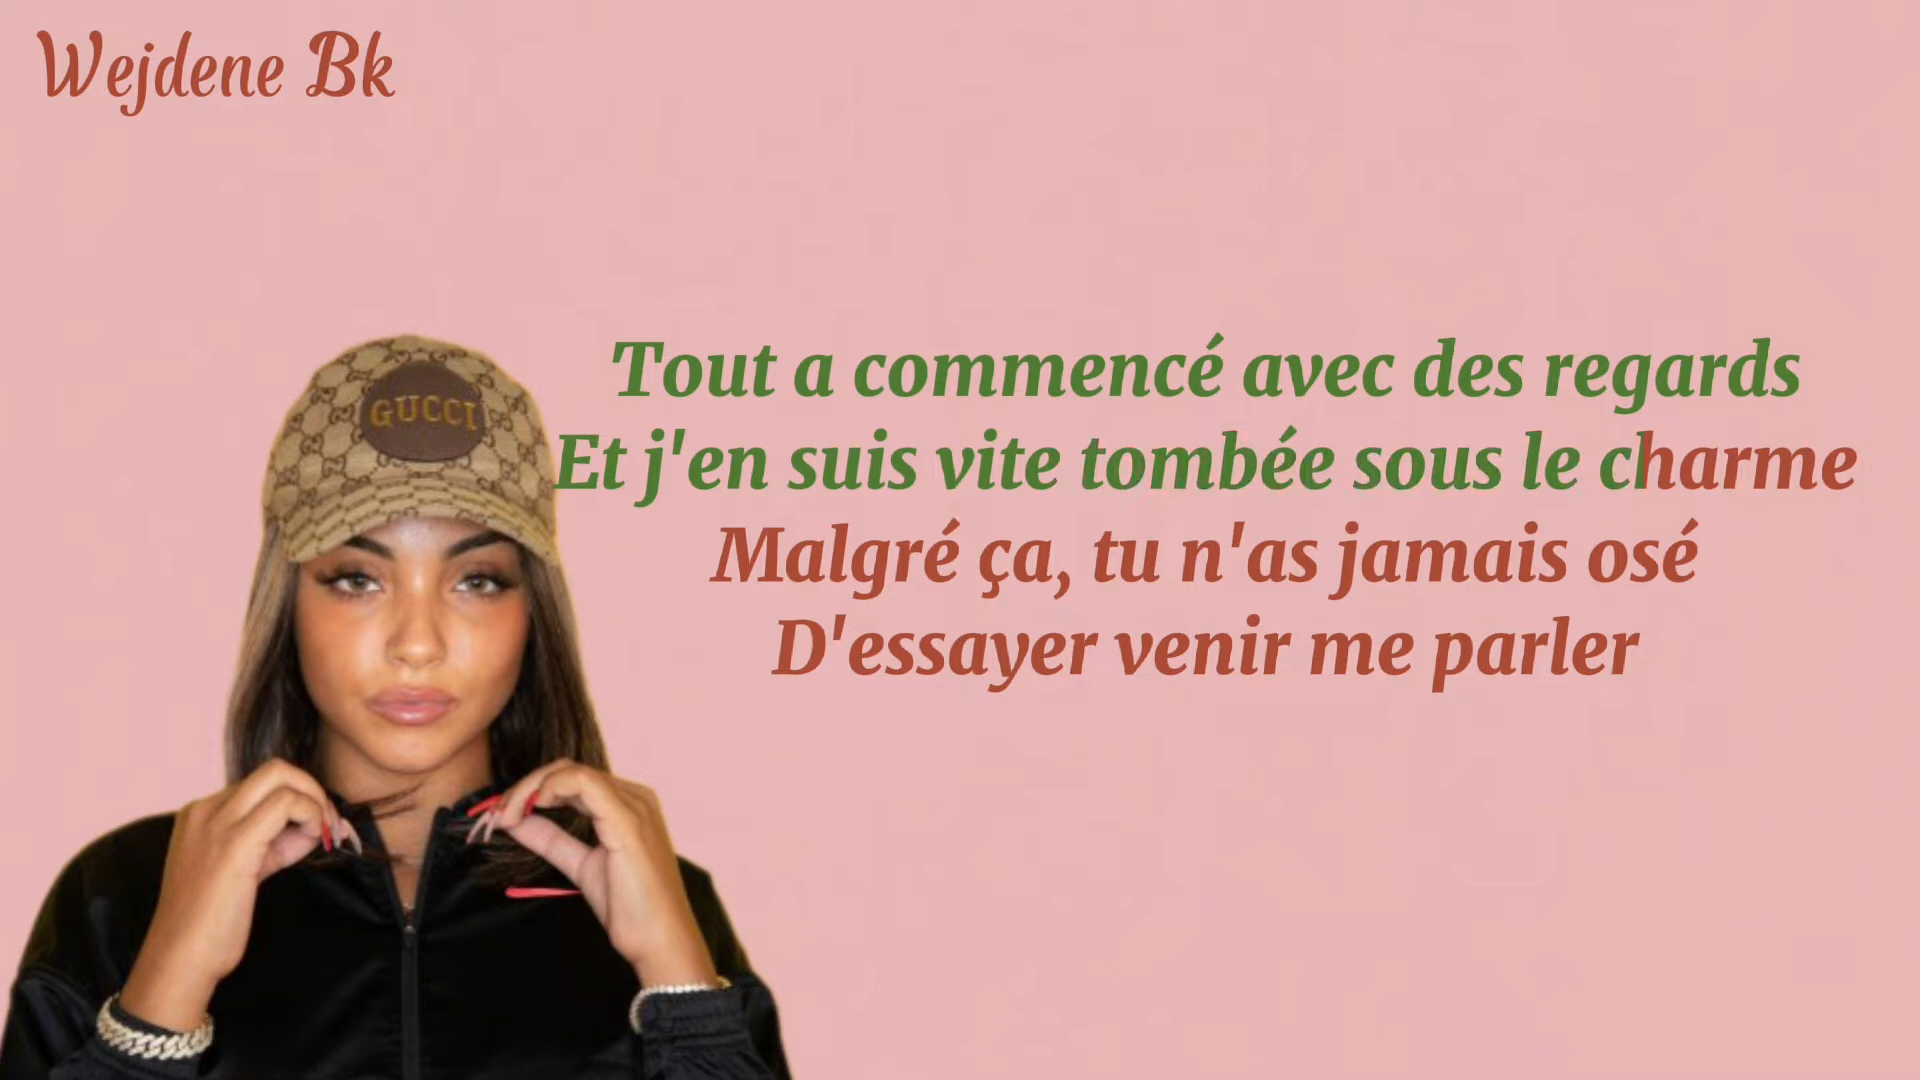 Wejdene Bk
GUCCI
Tout a commencé avec des regards
Et j'en suis vite tombée sous le charme
Malgré ça, tu n'as jamais osé
D'essayer venir me parler